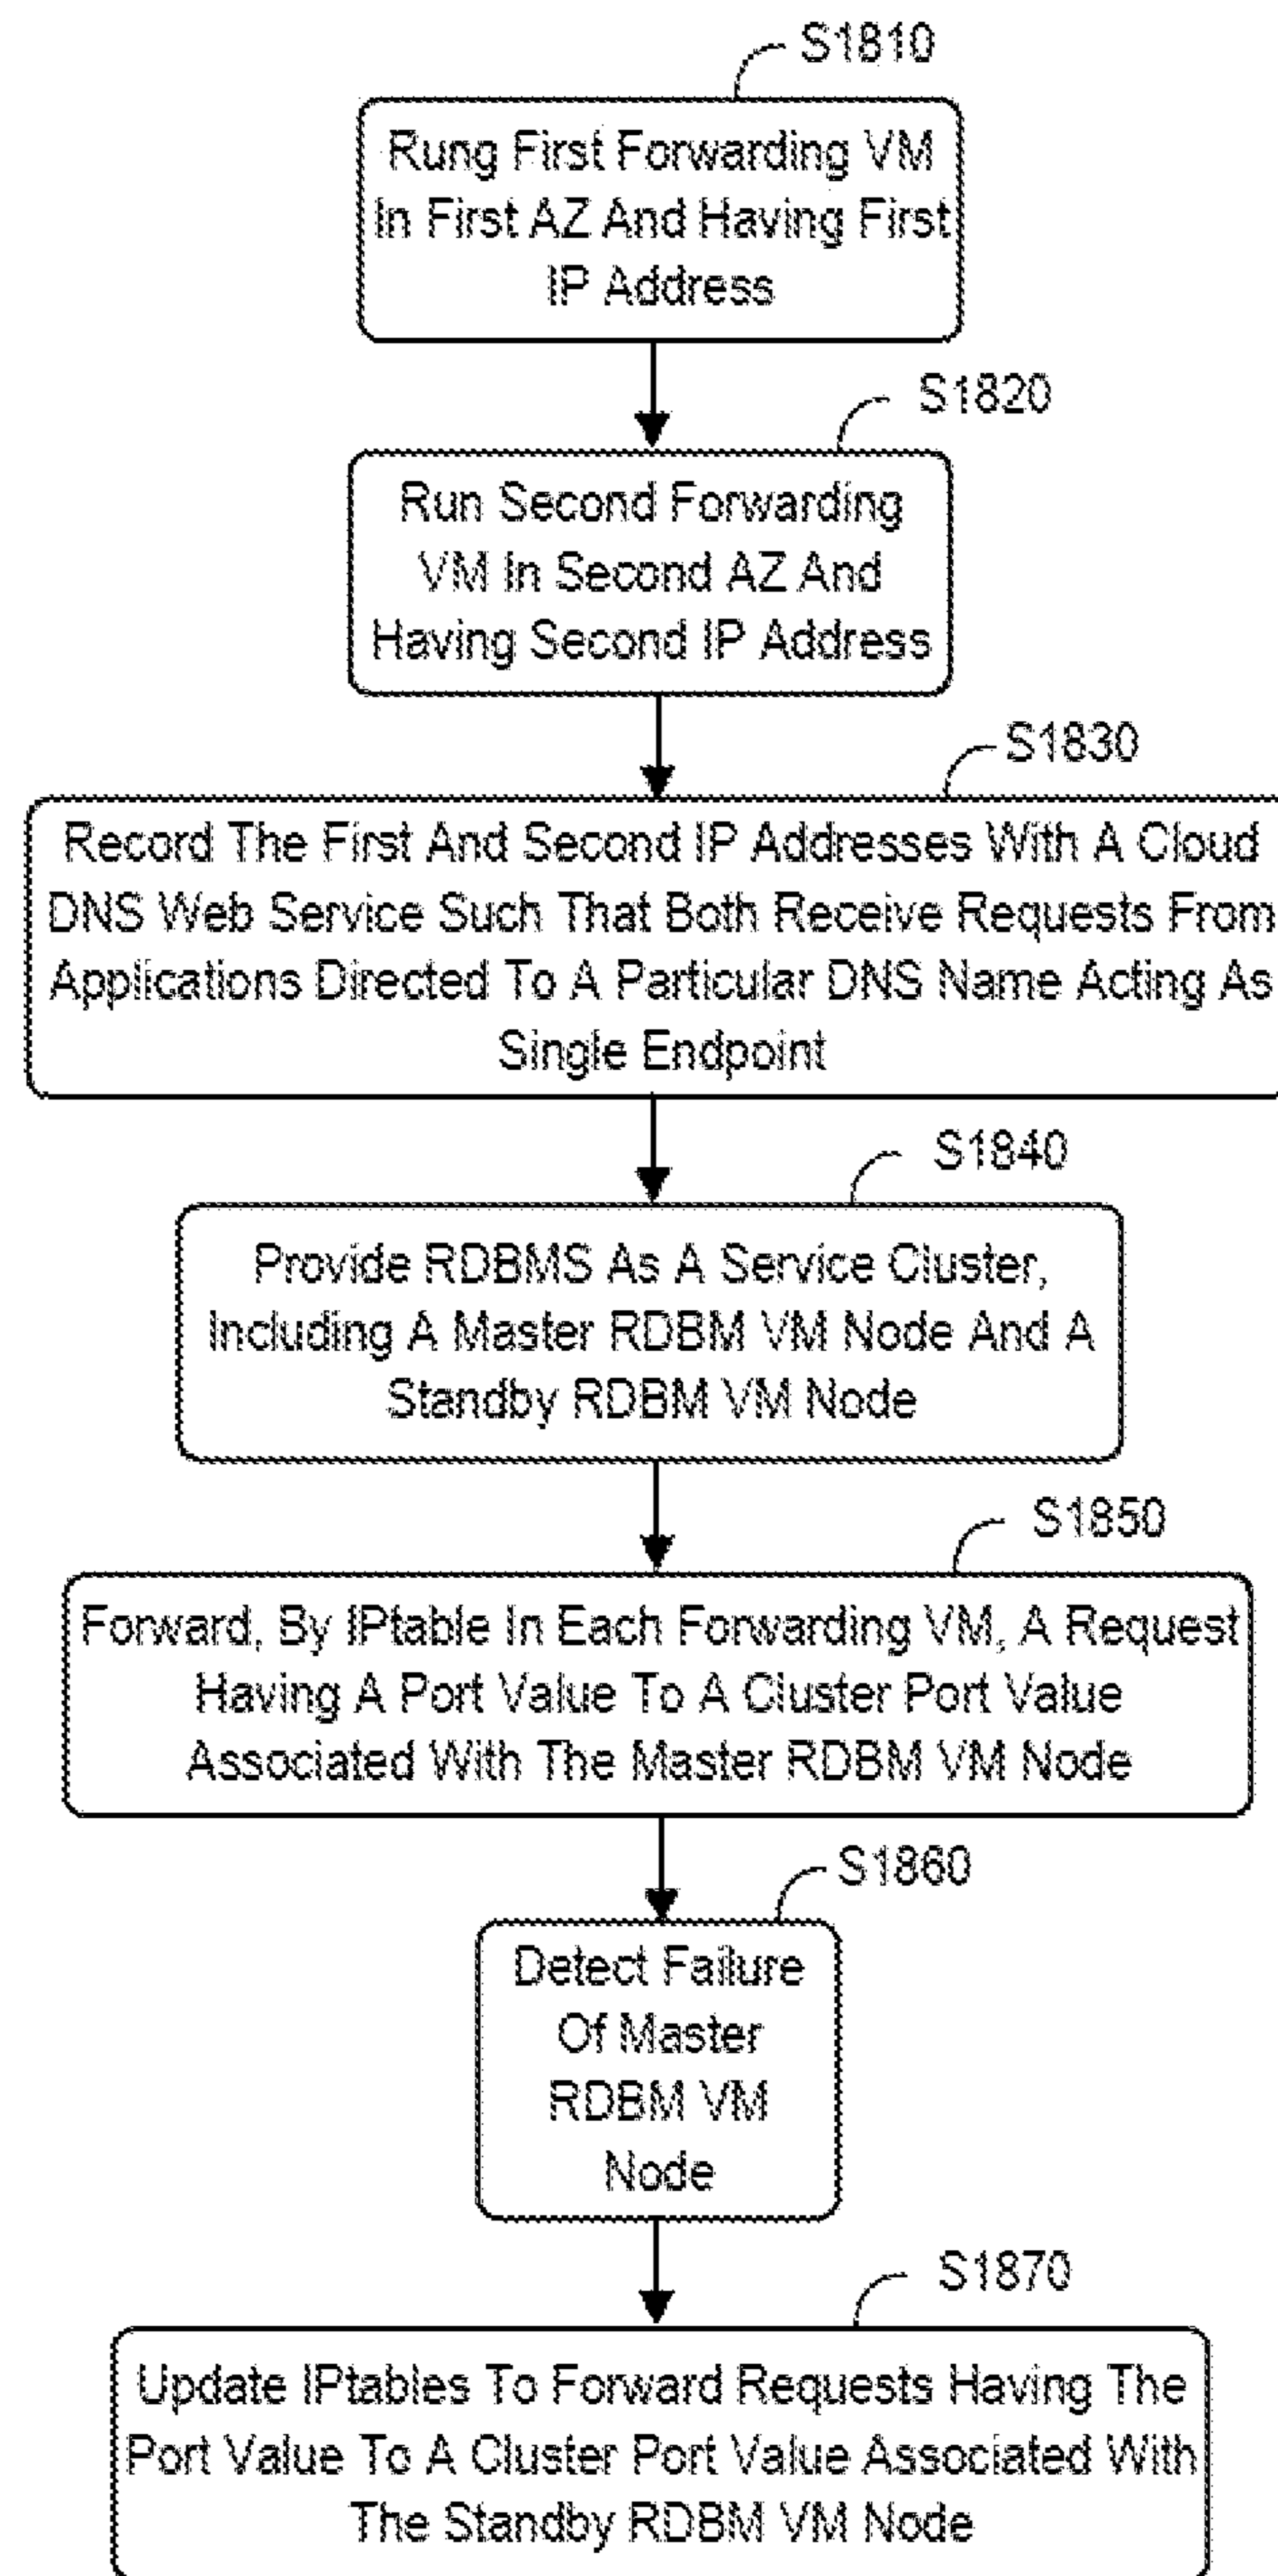 S1810
Rung First Forwarding VM
In First AZ And Having First
IP Address
S1820
Run Second Forwarding
VM In Second AZ And
Having Second IP Address
S1830
Record The First And Second IP Addresses With A Cloud
DNS Web Service Such That Both Receive Requests From
Applications Directed To A Particular DNS Name Acting As
Single Endpoint
S1840
Provide RDBMS As A Service Cluster,
Including A Master RDBM VM Node And A
Standby RDBM VM Node
S1850
Forward, By IPtable In Each Forwarding VM, A Request
Having A Port Value To A Cluster Port Value
Associated With The Master RDBM VM Node
S1860
Detect Failure
Of Master
RDBM VM
Node
S1870
Update IPtables To Forward Requests Having The
Port Value To A Cluster Port Value Associated With
The Standby RDBM VM Node